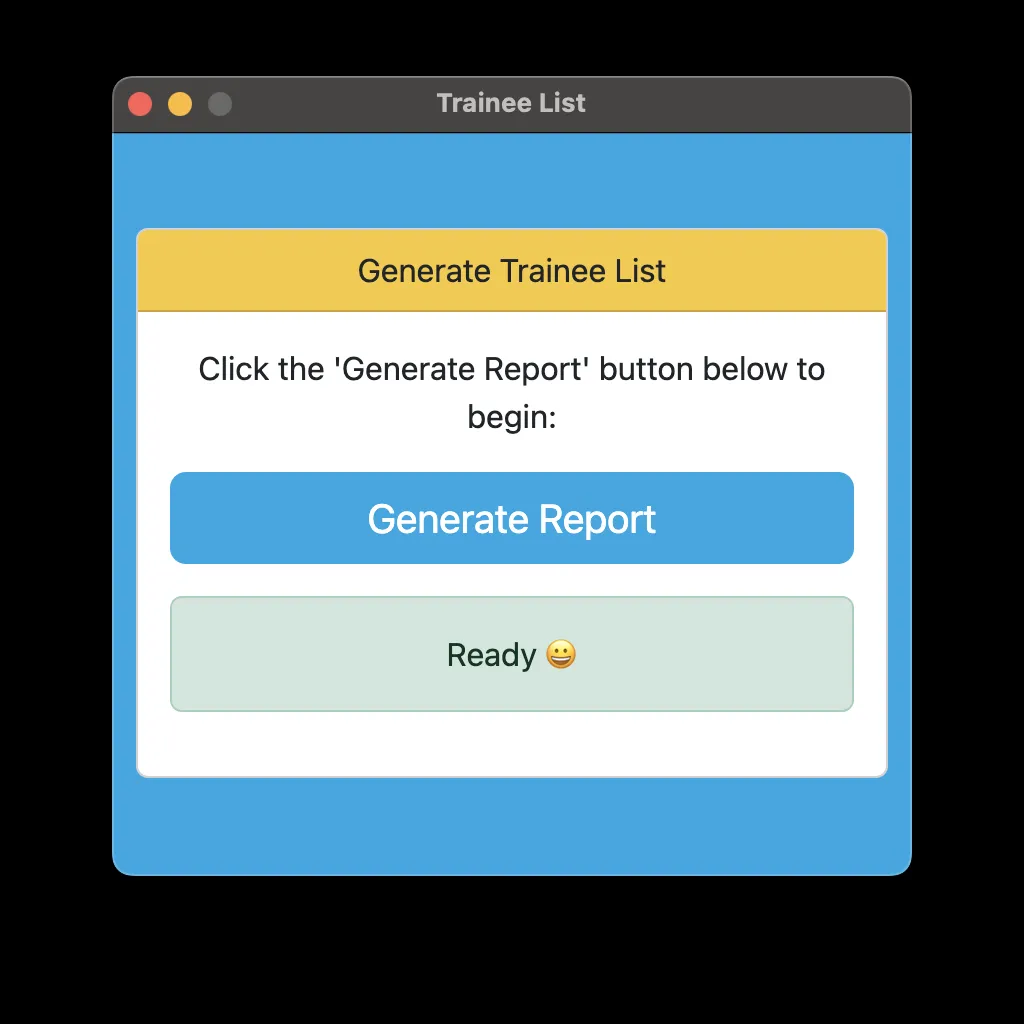 Trainee List
Generate Trainee List
Click the 'Generate Report' button below to
begin:
Generate Report
Ready 😀